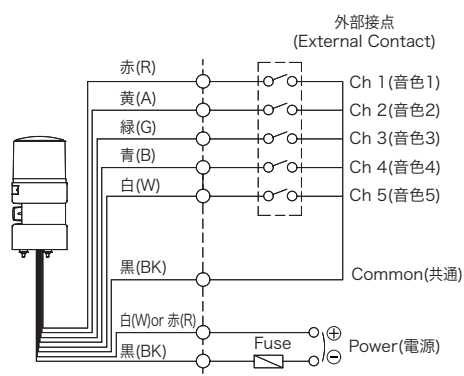 外部接点
(External Contact)
赤(R)
Ch 1(音色1)
黄(A)
Ch 2(音色2)
緑(G)
Ch 3(音色3)
青(B)
Ch 4(音色4)
白(W)
Ch 5(音色5)
黒(BK)
Common(共通)
白(W)or 赤(R)
⊕
Fuse
Power(電源)
黒(BK)
⊖